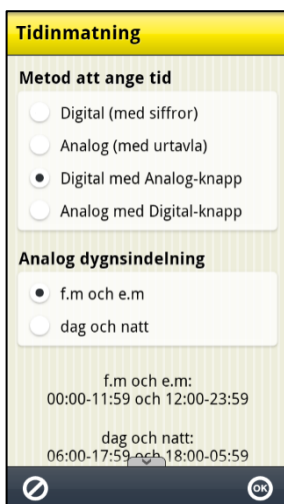 Tidinmatning
Metod att ange tid
Digital (med siffror)
Analog (med urtavla)
Digital med Analog-knapp
Analog med Digital-knapp
Analog dygnsindelning
f.m och e.m
dag och natt
f.m och e.m:
00:00-11:59 och 12:00-23:59
dag och natt:
06:00-17:59 och 18:00-05:59
OK